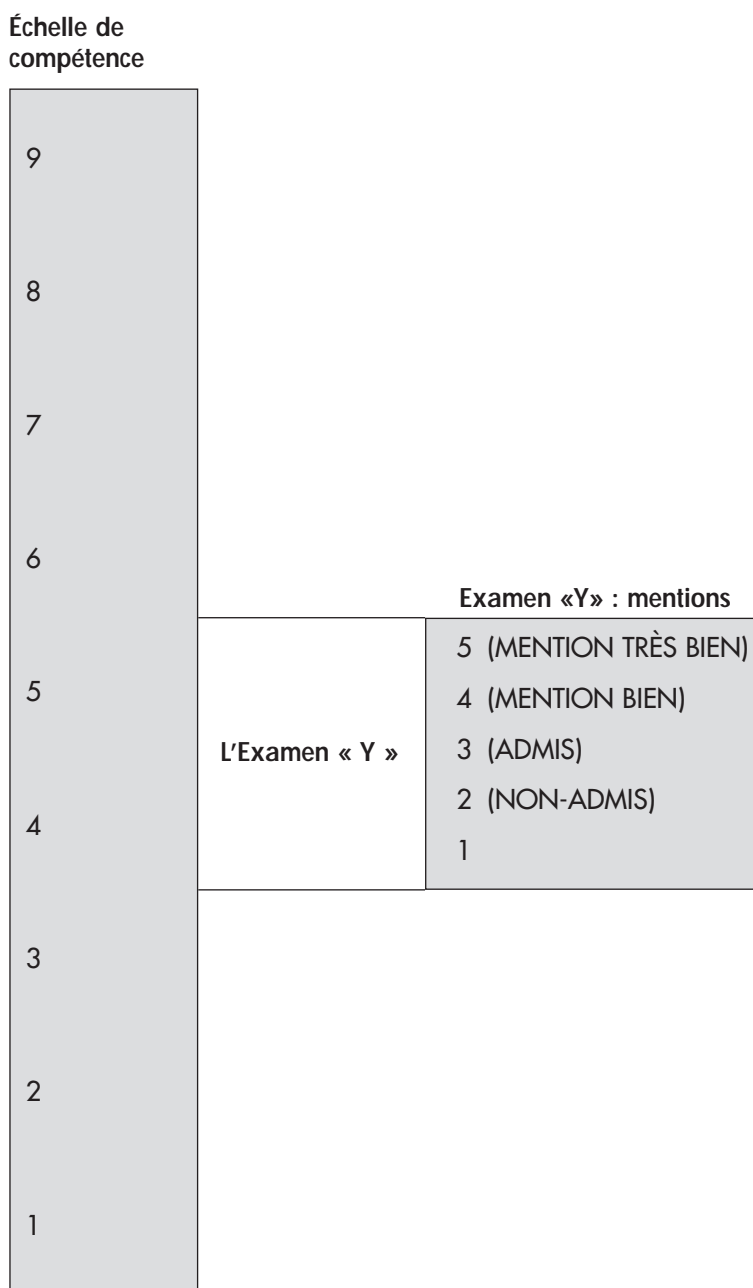 Échelle de
compétence
9
8
7
6
Examen «Y» : mentions
5 (MENTION TRÈS BIEN)
5
4 (MENTION BIEN)
L'Examen « Y »
3 (ADMIS)
2 (NON-ADMIS)
4
1
3
2
1